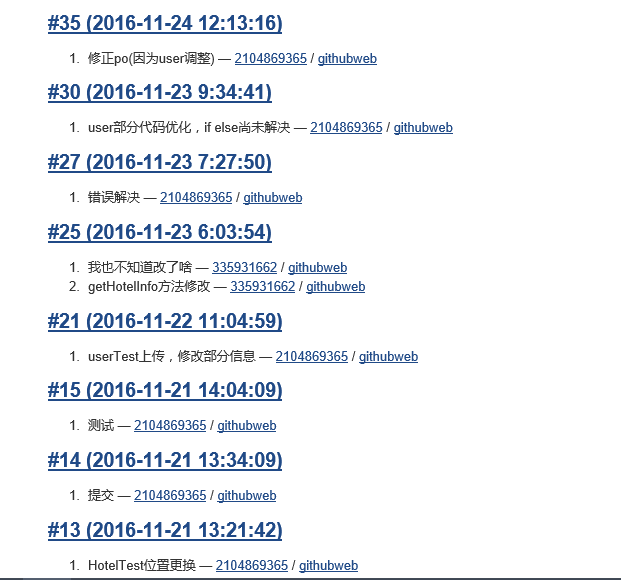 #35 (2016-11-24 12:13:16)
1. 修正po(因为user调整) — 2104869365 / githubweb
#30 (2016-11-23 9:34:41)
1. user部分代码优化，if else尚未解决 — 2104869365 / githubweb
#27 (2016-11-23 7:27:50)
1. 错误解决 — 2104869365 / githubweb
#25 (2016-11-23 6:03:54)
1. 我也不知道改了啥 — 335931662 / githubweb
2. getHotelInfo方法修改 — 335931662 / githubweb
#21 (2016-11-22 11:04:59)
1. userTest上传，修改部分信息 — 2104869365 / githubweb
#15 (2016-11-21 14:04:09)
1. 测试 — 2104869365 / githubweb
#14 (2016-11-21 13:34:09)
1. 提交 — 2104869365 / githubweb
#13 (2016-11-21 13:21:42)
1. HotelTest位置更换 — 2104869365 / githubweb